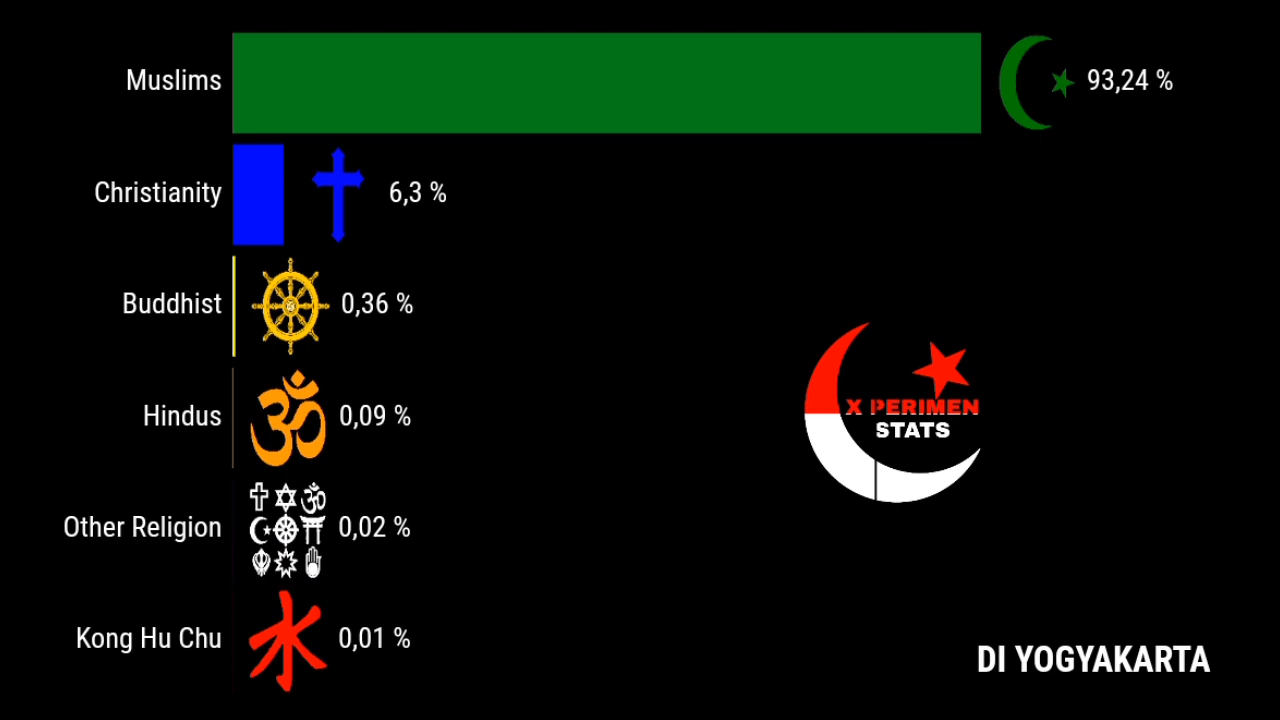 Muslims 93,24 %
Christianity 6,3 %
Buddhist 0,36 %
X PERIMEN
STATS
Hindus 0,09 %
Other Religion 0,02 %
Kong Hu Chu 0,01 %
DI YOGYAKARTA